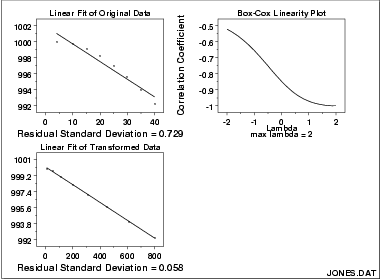 Linear Fit of Original Data
1002
1000
998
996
994
992
0 10 20 30 40
Residual Standard Deviation = 0.729
Box-Cox Linearity Plot
Correlation Coefficient
-0.5
-0.6
-0.7
-0.8
-0.9
-1
-2 -1 0 1 2
Lambda
max lambda = 2
Linear Fit of Transformed Data
1001
999.2
997.4
995.6
993.8
992
0 200 400 600 800
Residual Standard Deviation = 0.058
JONES.DAT